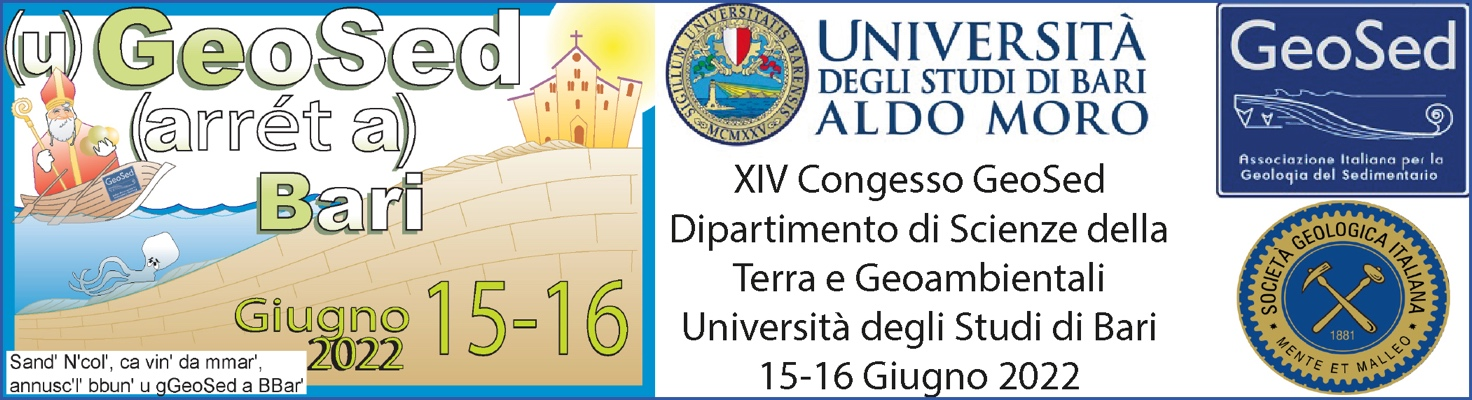 (u) GeoSed
(arrét a)
Bari
GeoSed
Giugno 15-16
2022
Sand' N'col', ca vin' da mmar',
annusc'l' bbun' u gGeoSed a BBar'
SIGILLUM UNIVERSITATIS BARENSIS
MCMXXV
UNIVERSITÀ
DEGLI STUDI DI BARI
ALDO MORO
XIV Congesso GeoSed
Dipartimento di Scienze della
Terra e Geoambientali
Università degli Studi di Bari
15-16 Giugno 2022
GeoSed
Associazione Italiana per la
Geologia del Sedimentario
SOCIETÀ GEOLOGICA ITALIANA
1881
MENTE ET MALLEO